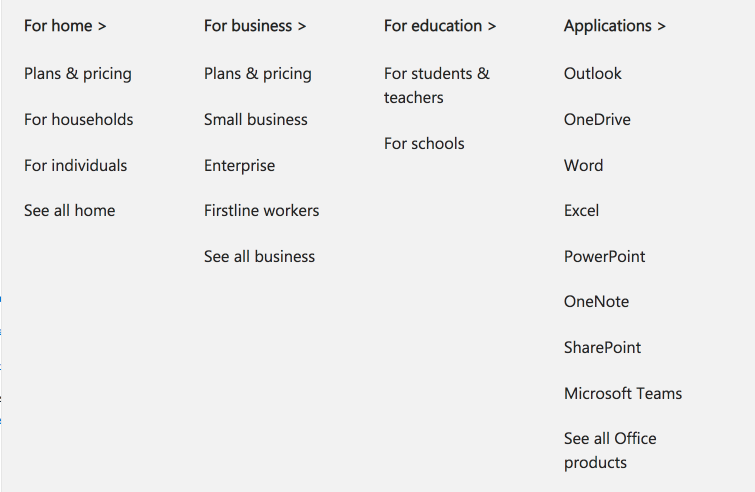 For home >
Plans & pricing
For households
For individuals
See all home
For business >
Plans & pricing
Small business
Enterprise
Firstline workers
See all business
For education >
For students &
teachers
For schools
Applications >
Outlook
OneDrive
Word
Excel
PowerPoint
OneNote
SharePoint
Microsoft Teams
See all Office
products